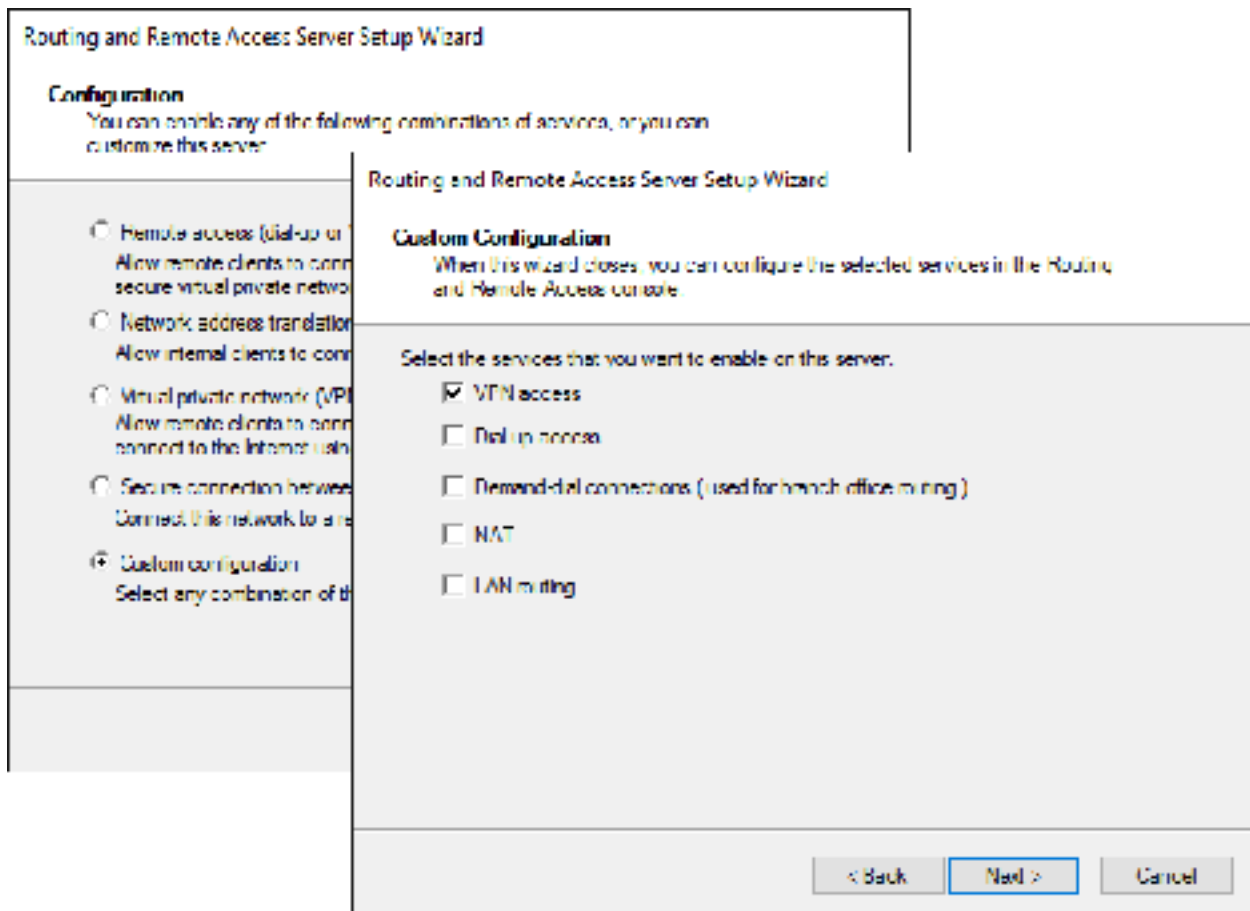 Routing and Remote Access Server Setup Wizard
Configuration
You can enable any of the following combinations of services, or you can
customize this server.
Remote access (dial-up or
Allow remote clients to conn
secure virtual private netwo
Network address translation
Allow internal clients to conn
Virtual private network (VP
Allow remote clients to conn
connect to the Internet usin
Secure connection betwee
Connect this network to a re
Custom configuration
Select any combination of th
Routing and Remote Access Server Setup Wizard
Custom Configuration
When this wizard closes, you can configure the selected services in the Routing
and Remote Access console.
Select the services that you want to enable on this server.
VPN access
Dial-up access
Demand-dial connections (used for branch office routing)
NAT
LAN routing
< Back
Next >
Cancel